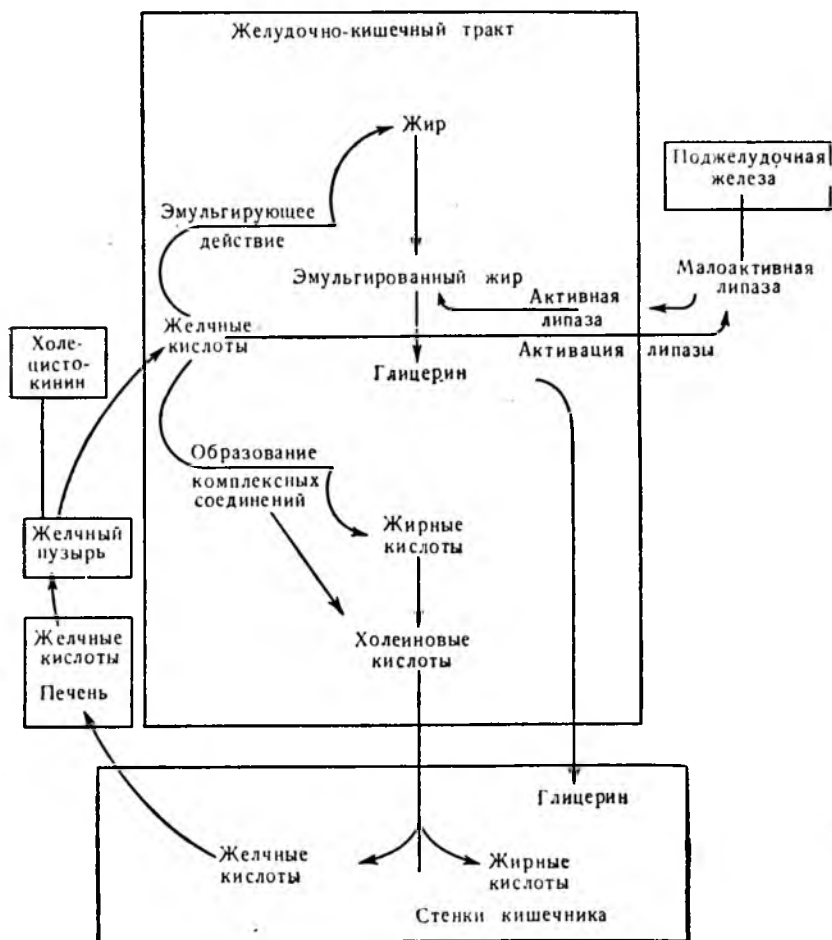 Желудочно-кишечный тракт
Жир
Поджелудочная
железа
Эмульгирующее
действие
Эмульгированный жир
Малоактивная
липаза
Активная
липаза
Желчные
кислоты
Активация липазы
Холе-
цисто-
кинин
Глицерин
Образование
комплексных
соединений
Жирные
кислоты
Желчный
пузырь
Холеиновые
кислоты
Желчные
кислоты
Печень
Глицерин
Желчные
кислоты
Жирные
кислоты
Стенки кишечника